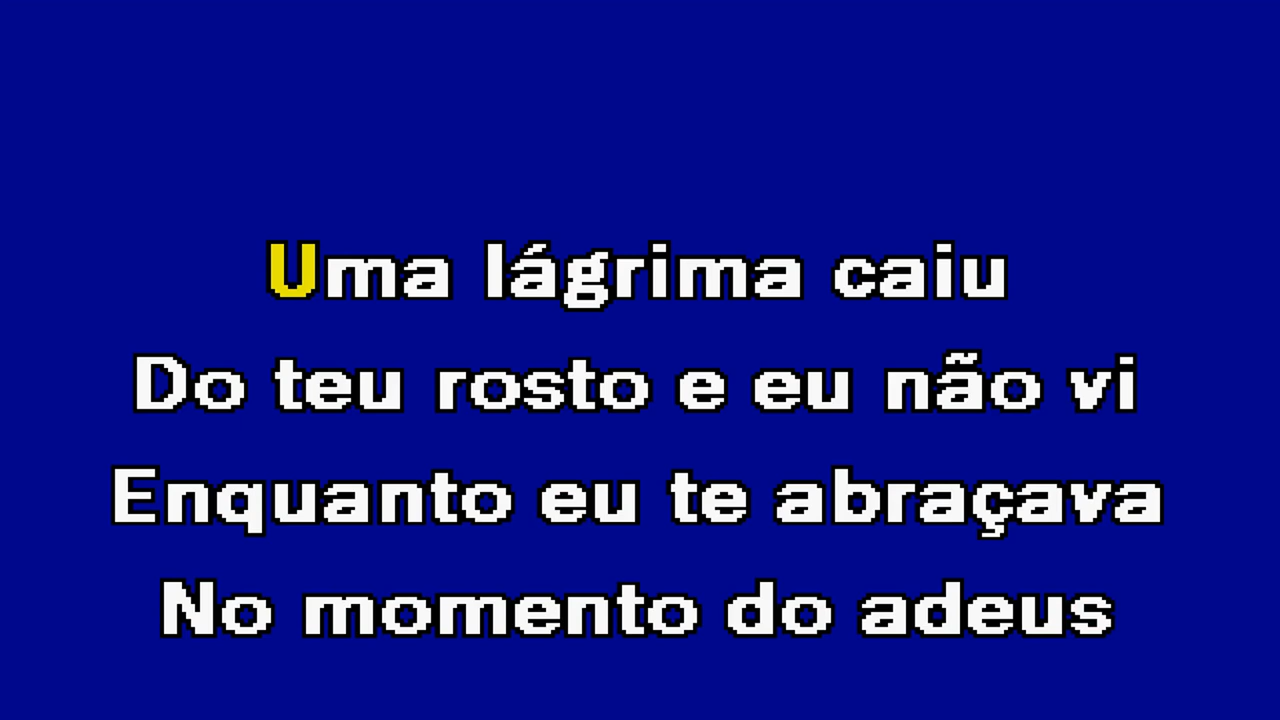 Uma lágrima caiu
Do teu rosto e eu não vi
Enquanto eu te abraçava
No momento do adeus